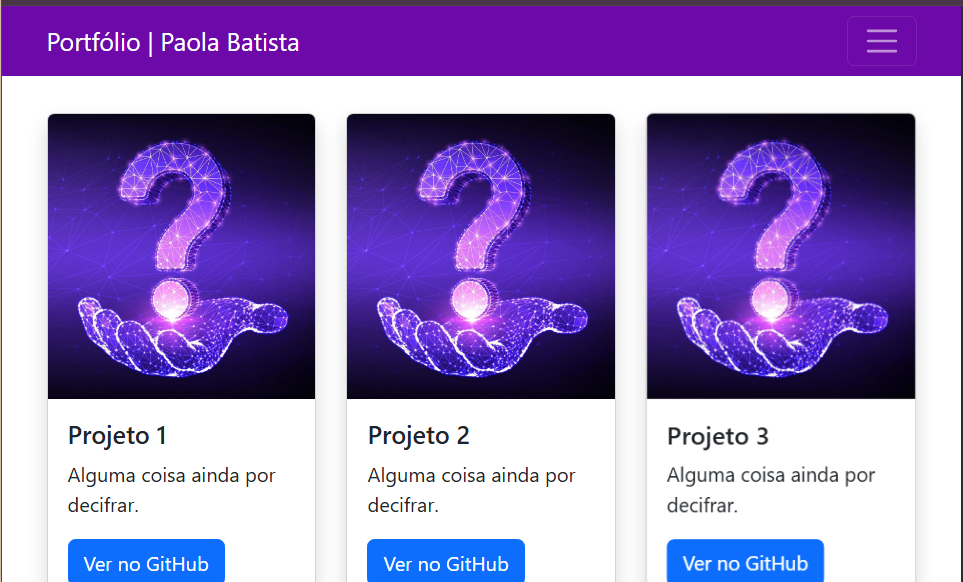 Portfólio | Paola Batista
Projeto 1
Alguma coisa ainda por
decifrar.
Ver no GitHub
Projeto 2
Alguma coisa ainda por
decifrar.
Ver no GitHub
Projeto 3
Alguma coisa ainda por
decifrar.
Ver no GitHub